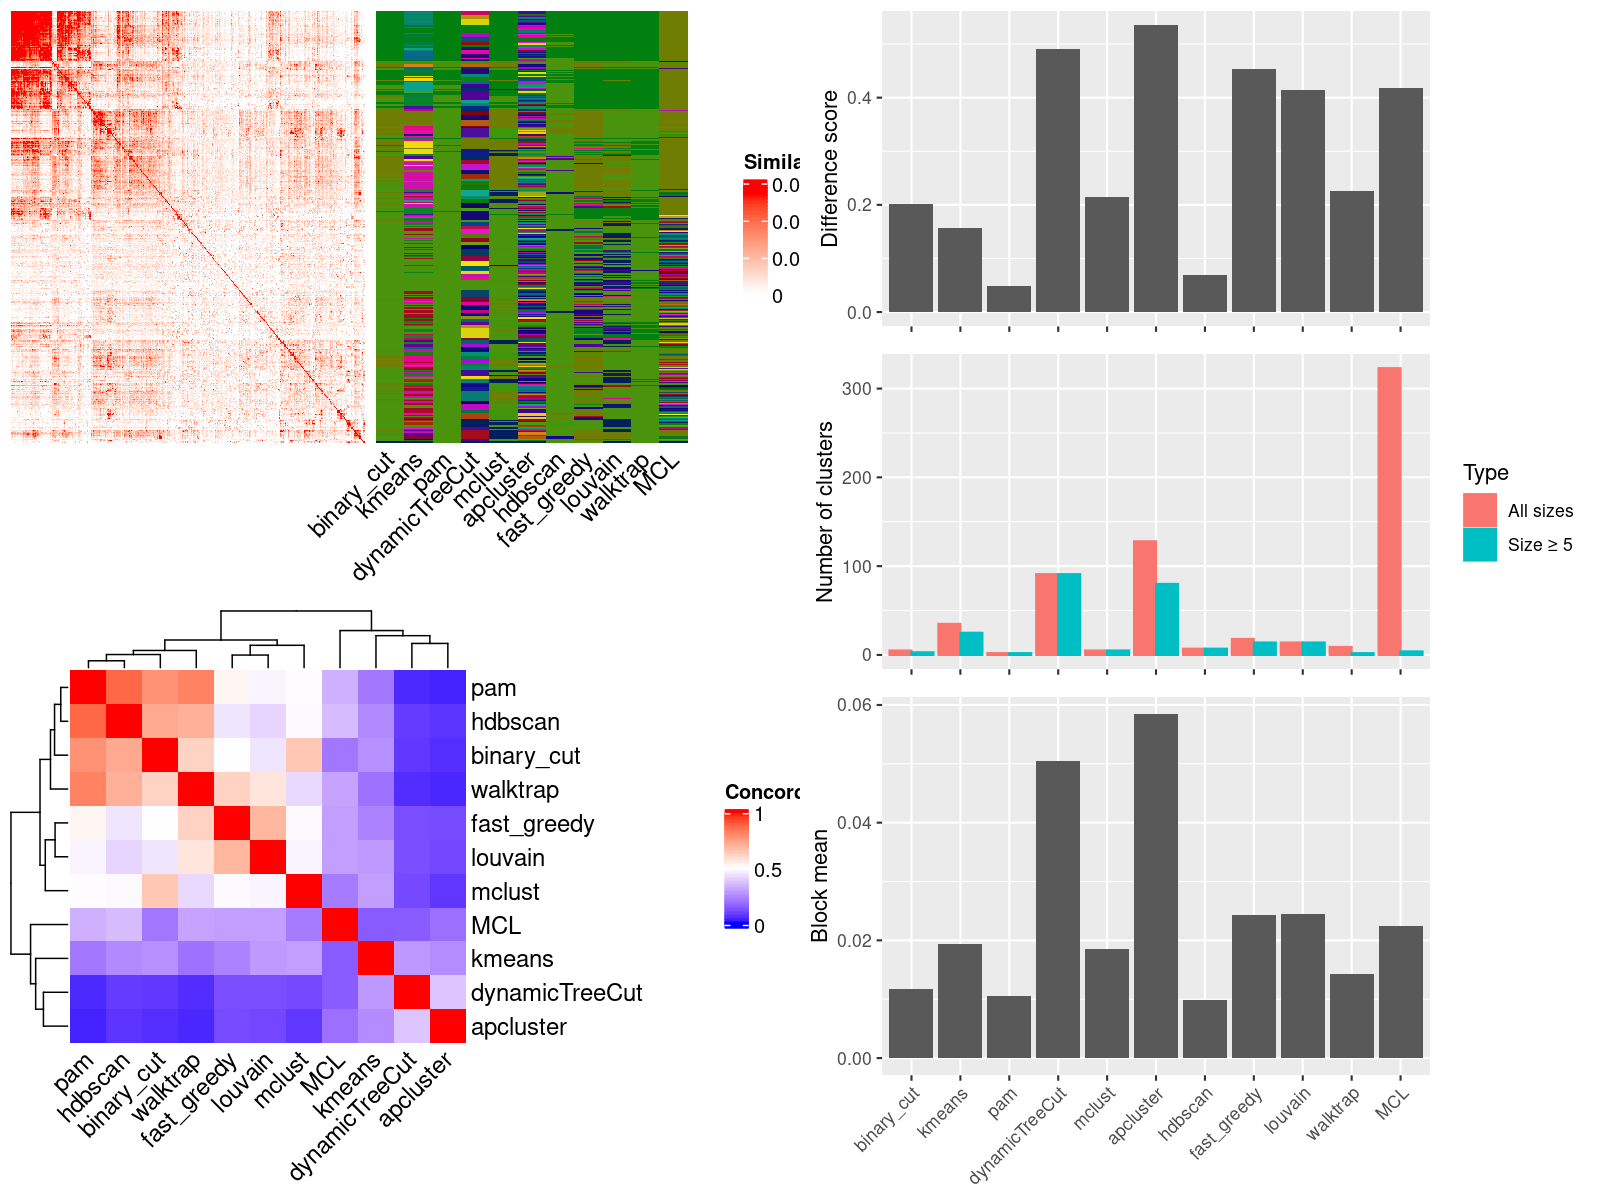 Simila
0.0
0.0
0.0
0
binary_cut
kmeans
pam
dynamicTreeCut
mclust
apcluster
hdbscan
fast_greedy
louvain
walktrap
MCL
Difference score
0.4
0.2
0.0
Number of clusters
300
200
100
0
Type
All sizes
Size ≥ 5
pam
hdbscan
binary_cut
walktrap
fast_greedy
louvain
mclust
MCL
kmeans
dynamicTreeCut
apcluster
pam
hdbscan
binary_cut
walktrap
fast_greedy
louvain
mclust
MCL
kmeans
dynamicTreeCut
apcluster
Concord
1
0.5
0
Block mean
0.06
0.04
0.02
0.00
binary_cut
kmeans
pam
dynamicTreeCut
mclust
apcluster
hdbscan
fast_greedy
louvain
walktrap
MCL